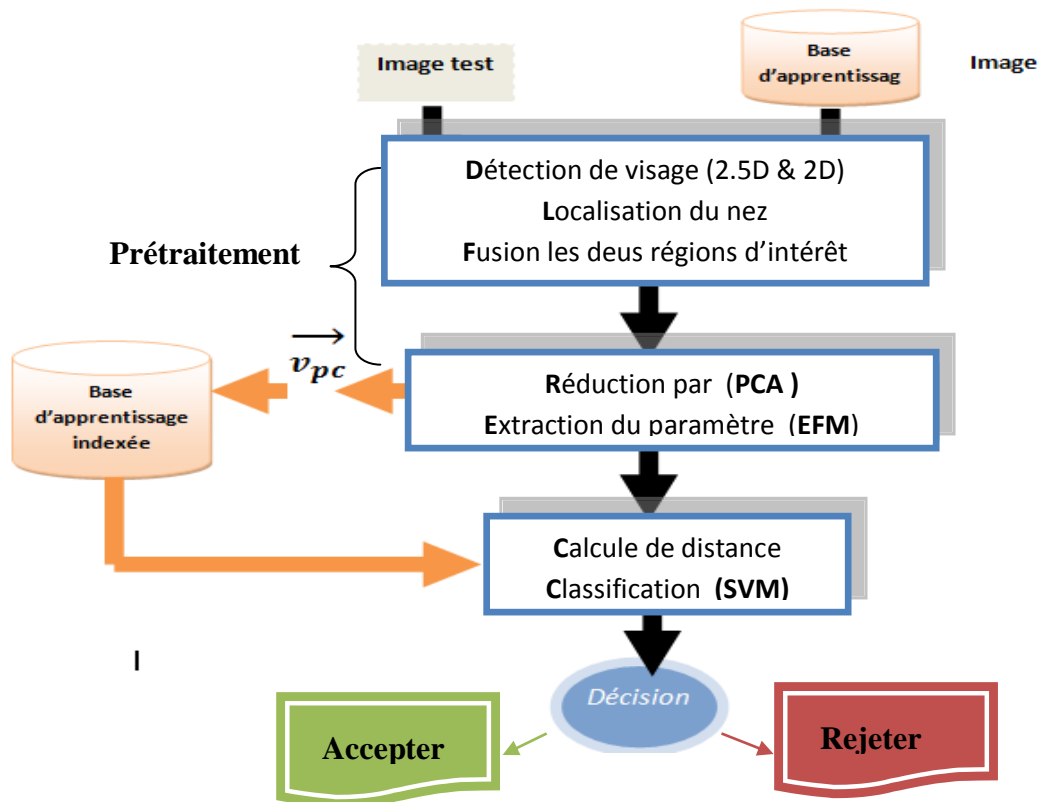 Image test
Base
d'apprentissag
Image
Détection de visage (2.5D & 2D)
Localisation du nez
Fusion les deus régions d'intérêt
Prétraitement
v_{pc}
Base
d'apprentissage
indexée
Réduction par (PCA )
Extraction du paramètre (EFM)
Calcule de distance
Classification (SVM)
l
Décision
Accepter
Rejeter